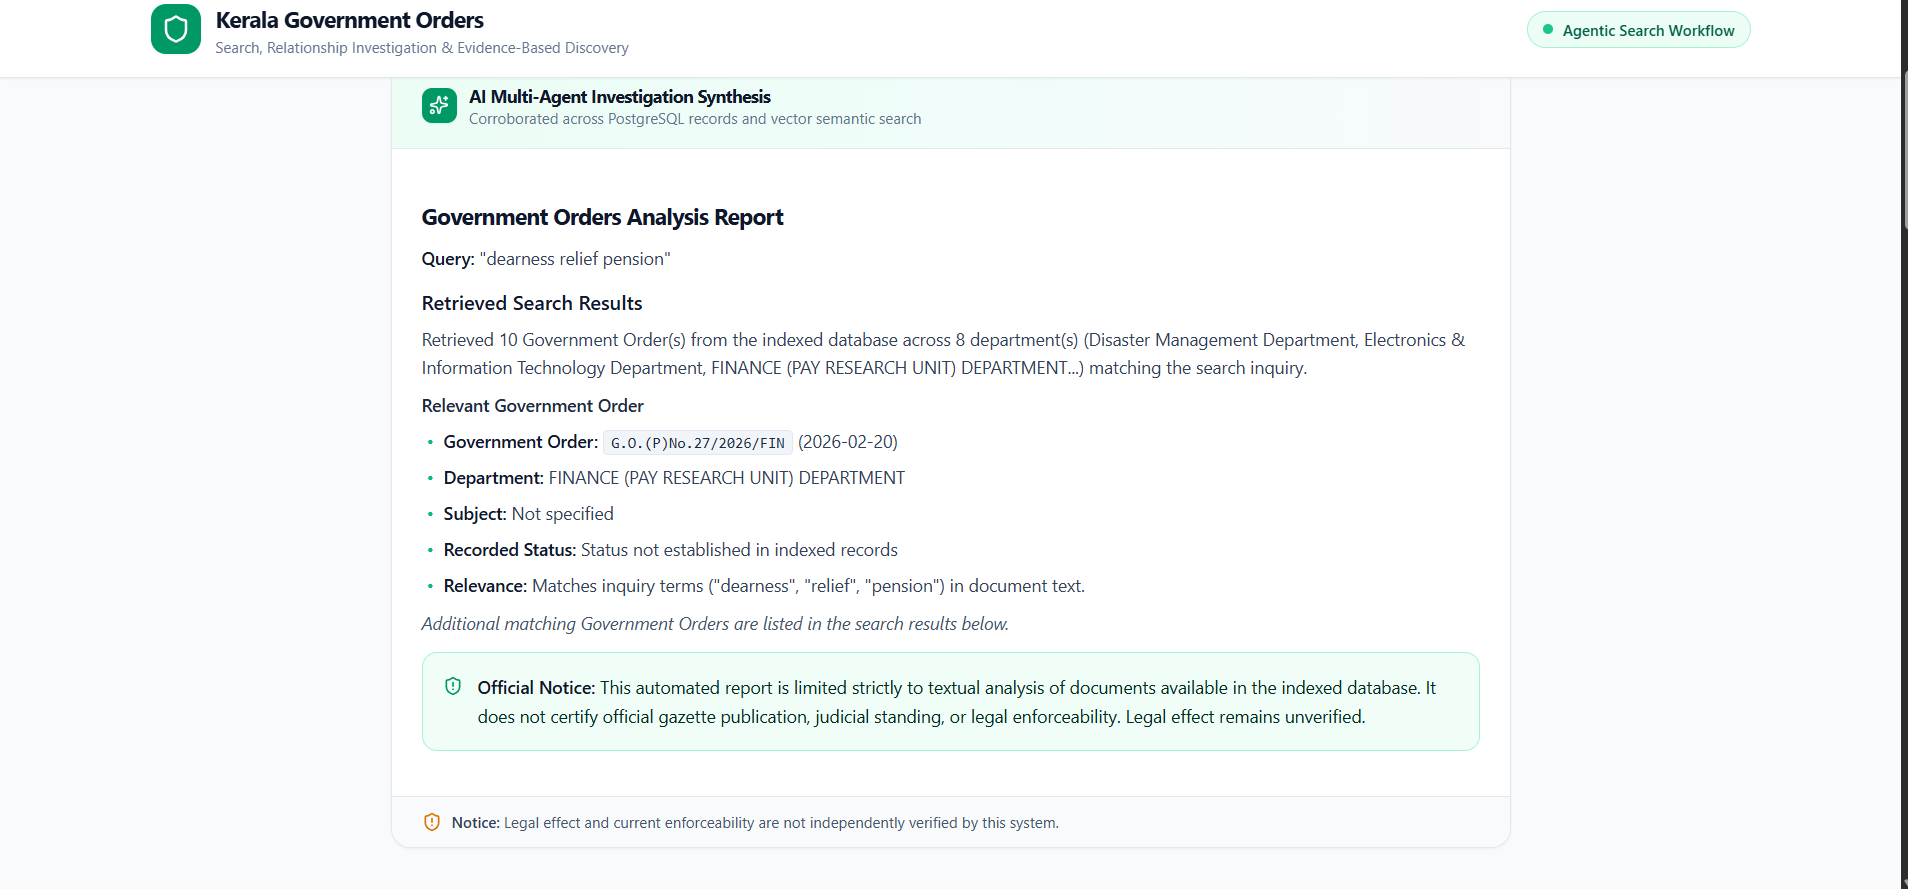 Kerala Government Orders
Search, Relationship Investigation & Evidence-Based Discovery
Agentic Search Workflow
AI Multi-Agent Investigation Synthesis
Corroborated across PostgreSQL records and vector semantic search
Government Orders Analysis Report
Query: "dearness relief pension"
Retrieved Search Results
Retrieved 10 Government Order(s) from the indexed database across 8 department(s) (Disaster Management Department, Electronics &
Information Technology Department, FINANCE (PAY RESEARCH UNIT) DEPARTMENT...) matching the search inquiry.
Relevant Government Order
• Government Order: G.O.(P)No.27/2026/FIN (2026-02-20)
• Department: FINANCE (PAY RESEARCH UNIT) DEPARTMENT
• Subject: Not specified
• Recorded Status: Status not established in indexed records
• Relevance: Matches inquiry terms ("dearness", "relief", "pension") in document text.
Additional matching Government Orders are listed in the search results below.
Official Notice: This automated report is limited strictly to textual analysis of documents available in the indexed database. It
does not certify official gazette publication, judicial standing, or legal enforceability. Legal effect remains unverified.
Notice: Legal effect and current enforceability are not independently verified by this system.